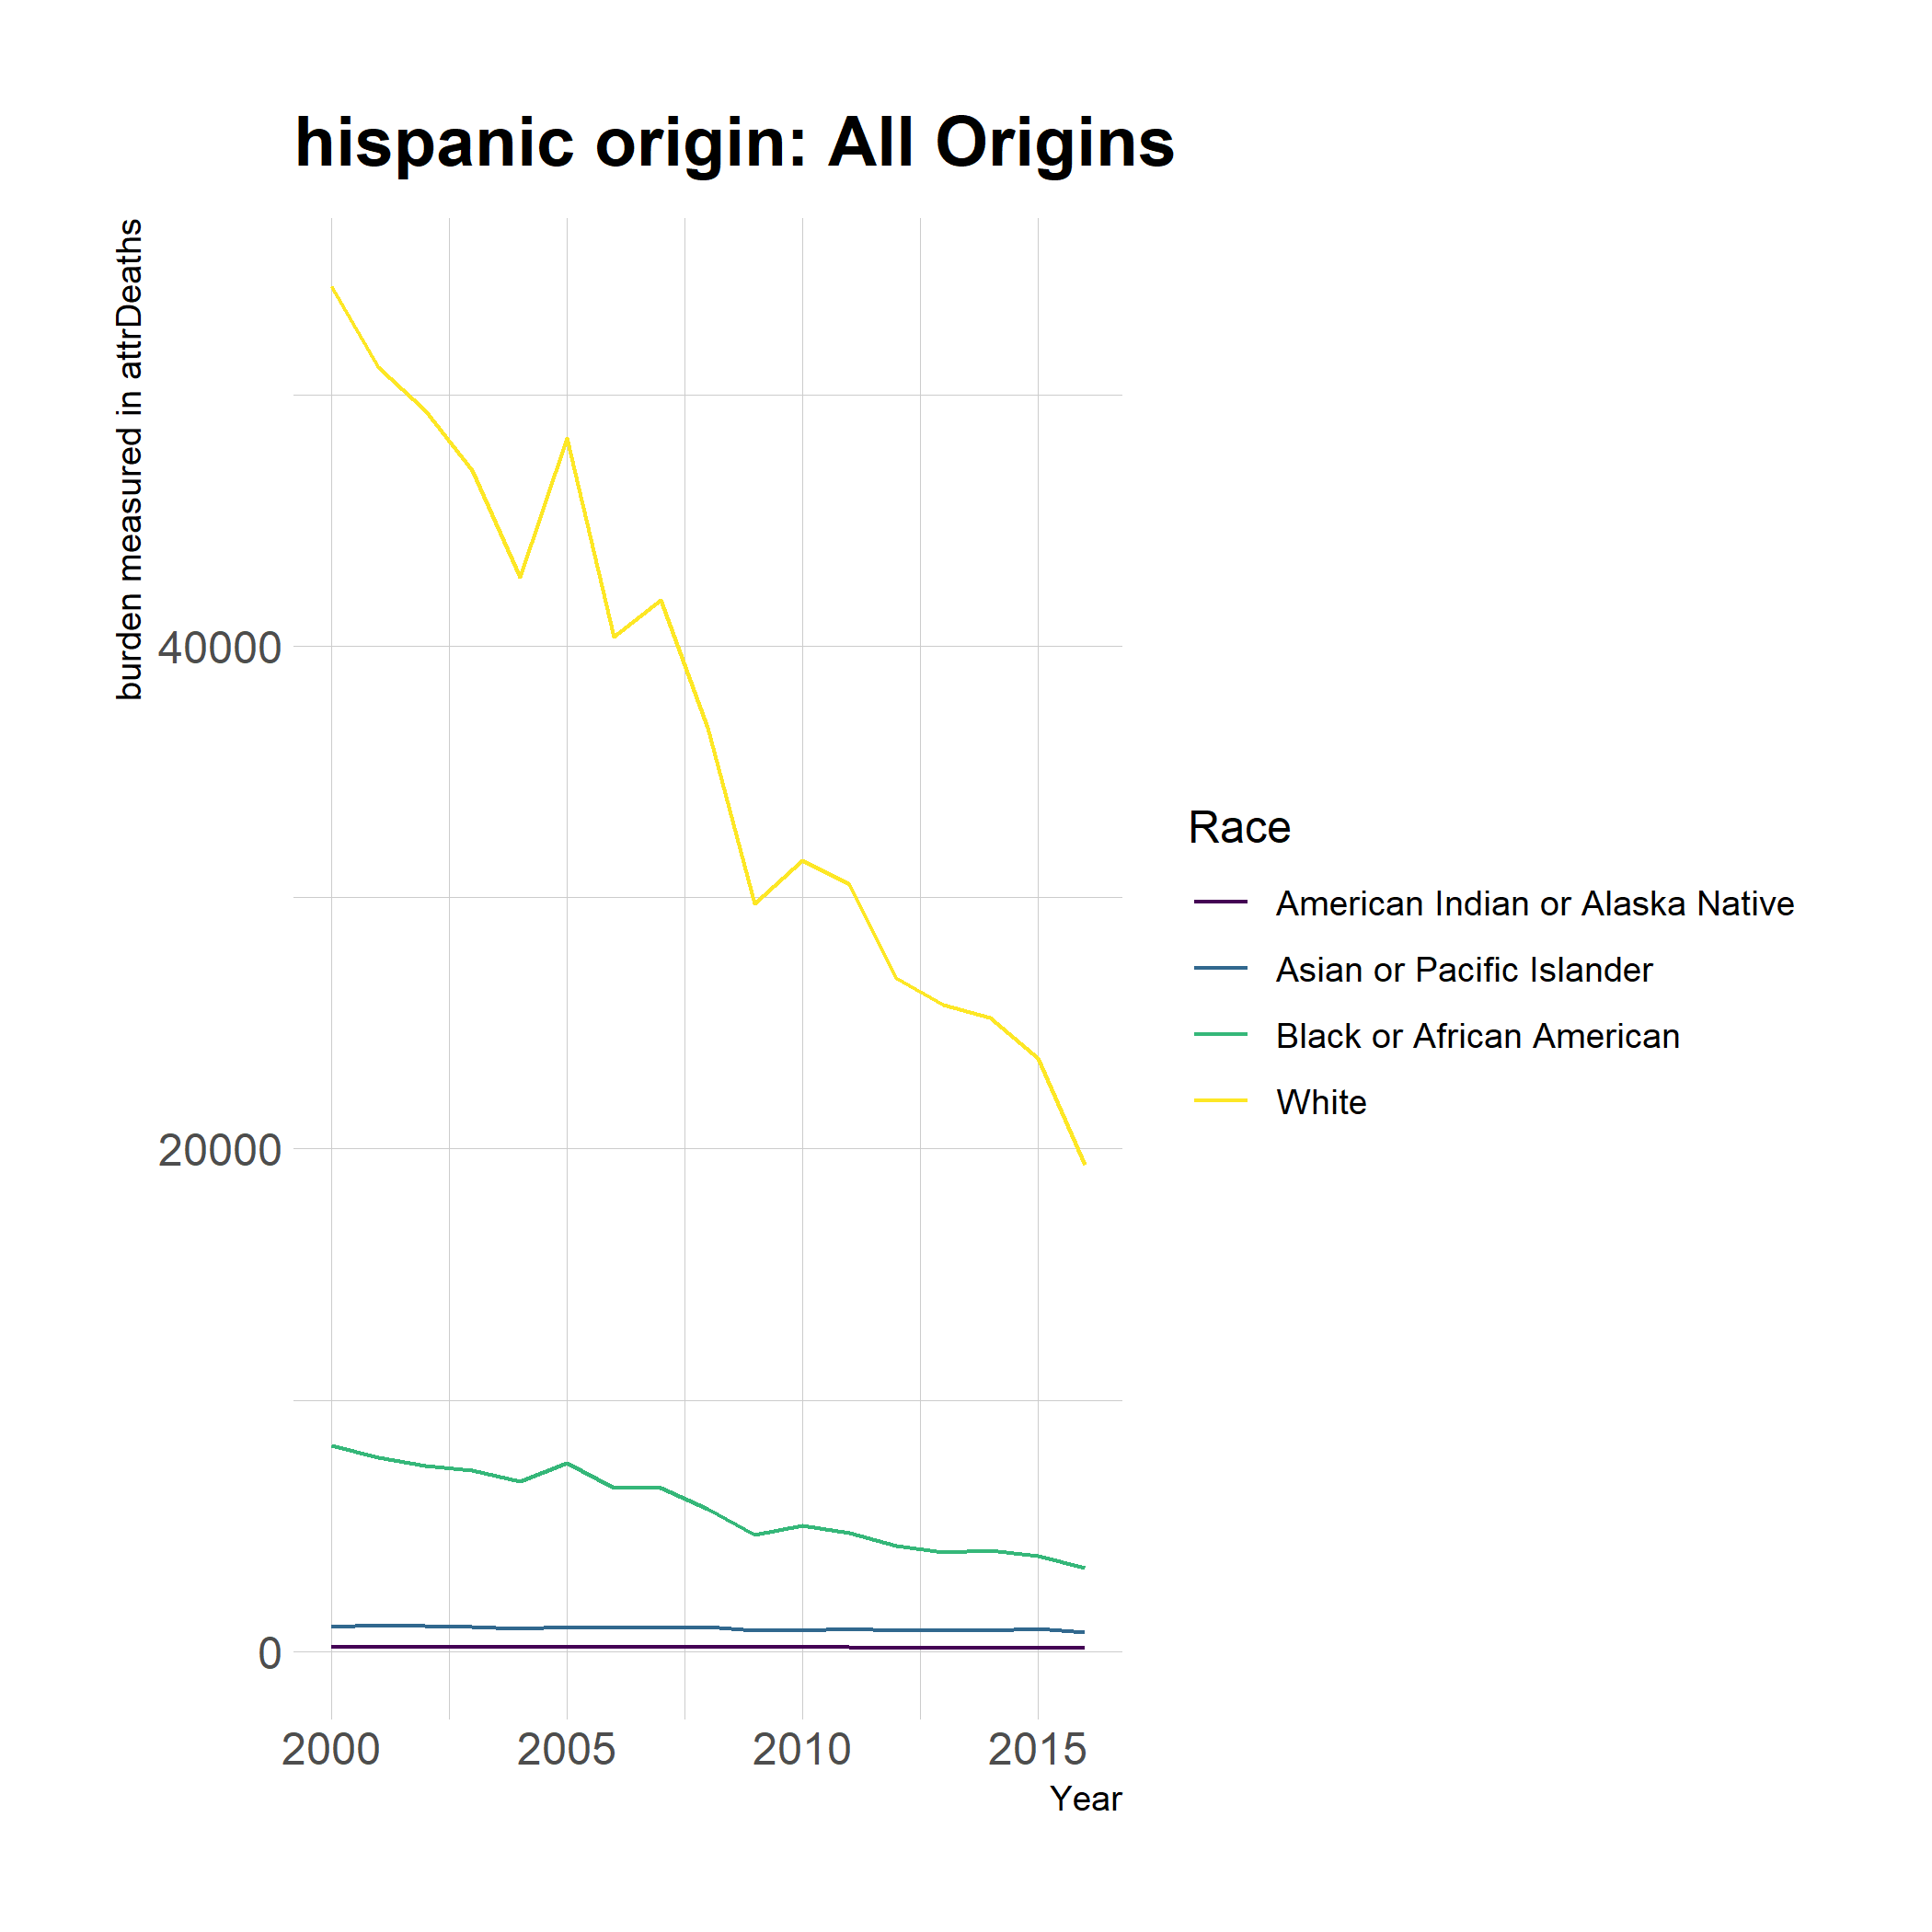 hispanic origin: All Origins
burden measured in attrDeaths
40000
20000
0
2000
2005
2010
2015
Year
Race
American Indian or Alaska Native
Asian or Pacific Islander
Black or African American
White